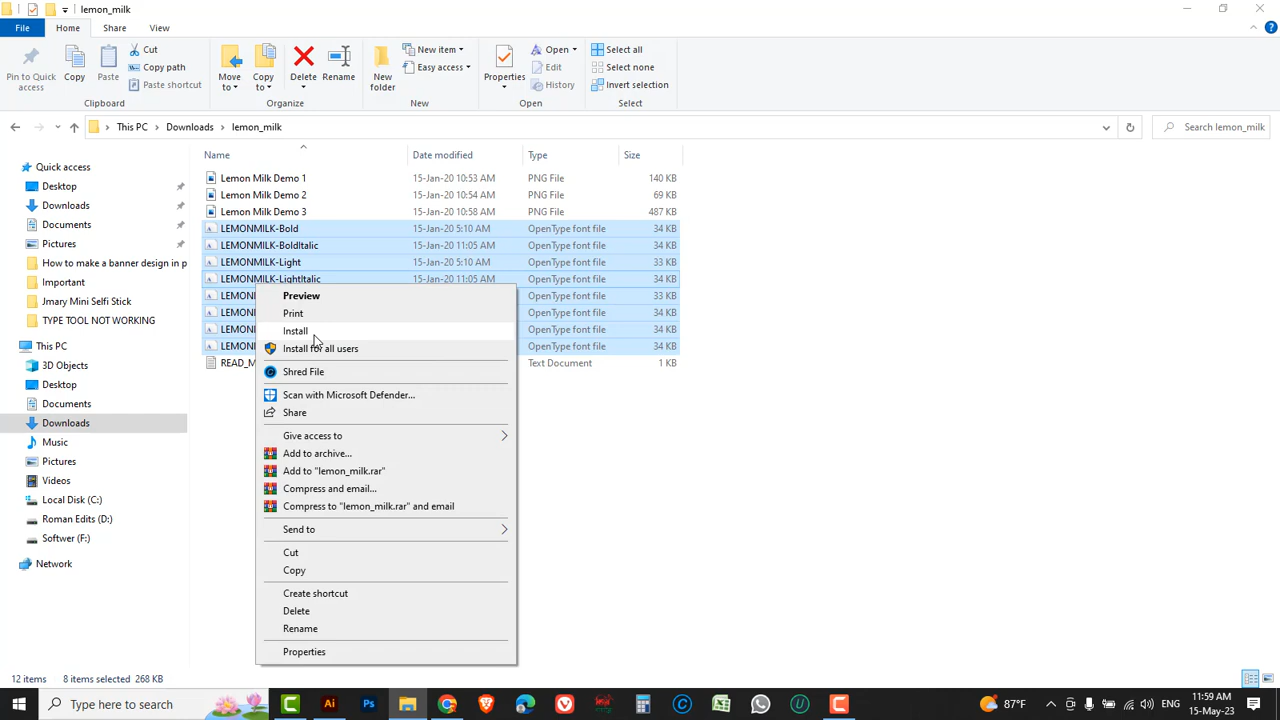 lemon_milk
File Home Share View
Pin to Quick access
Copy
Paste
Cut
Copy path
Paste shortcut
Clipboard
Move to
Copy to
Delete
Rename
Organize
New folder
New item
Easy access
New
Properties
Open
Edit
History
Open
Select all
Select none
Invert selection
Select
This PC > Downloads > lemon_milk
Search lemon_milk
Name Date modified Type Size
Lemon Milk Demo 1 15-Jan-20 10:53 AM PNG File 140 KB
Lemon Milk Demo 2 15-Jan-20 10:54 AM PNG File 69 KB
Lemon Milk Demo 3 15-Jan-20 10:58 AM PNG File 487 KB
LEMONMILK-Bold 15-Jan-20 5:10 AM OpenType font file 34 KB
LEMONMILK-BoldItalic 15-Jan-20 11:05 AM OpenType font file 34 KB
LEMONMILK-Light 15-Jan-20 5:10 AM OpenType font file 33 KB
LEMONMILK-LightItalic 15-Jan-20 11:05 AM OpenType font file 34 KB
LEMON OpenType font file 33 KB
LEMON OpenType font file 34 KB
LEMON OpenType font file 34 KB
LEMON OpenType font file 34 KB
READ_M Text Document 1 KB
Quick access
Desktop
Downloads
Documents
Pictures
How to make a banner design in p
Important
Jmary Mini Selfi Stick
TYPE TOOL NOT WORKING
This PC
3D Objects
Desktop
Documents
Downloads
Music
Pictures
Videos
Local Disk (C:)
Roman Edits (D:)
Softwer (F:)
Network
Preview
Print
Install
Install for all users
Shred File
Scan with Microsoft Defender...
Share
Give access to
Add to archive...
Add to "lemon_milk.rar"
Compress and email...
Compress to "lemon_milk.rar" and email
Send to
Cut
Copy
Create shortcut
Delete
Rename
Properties
12 items 8 items selected 268 KB
Type here to search
Ai
Ps
87°F
ENG
11:59 AM
15-May-23